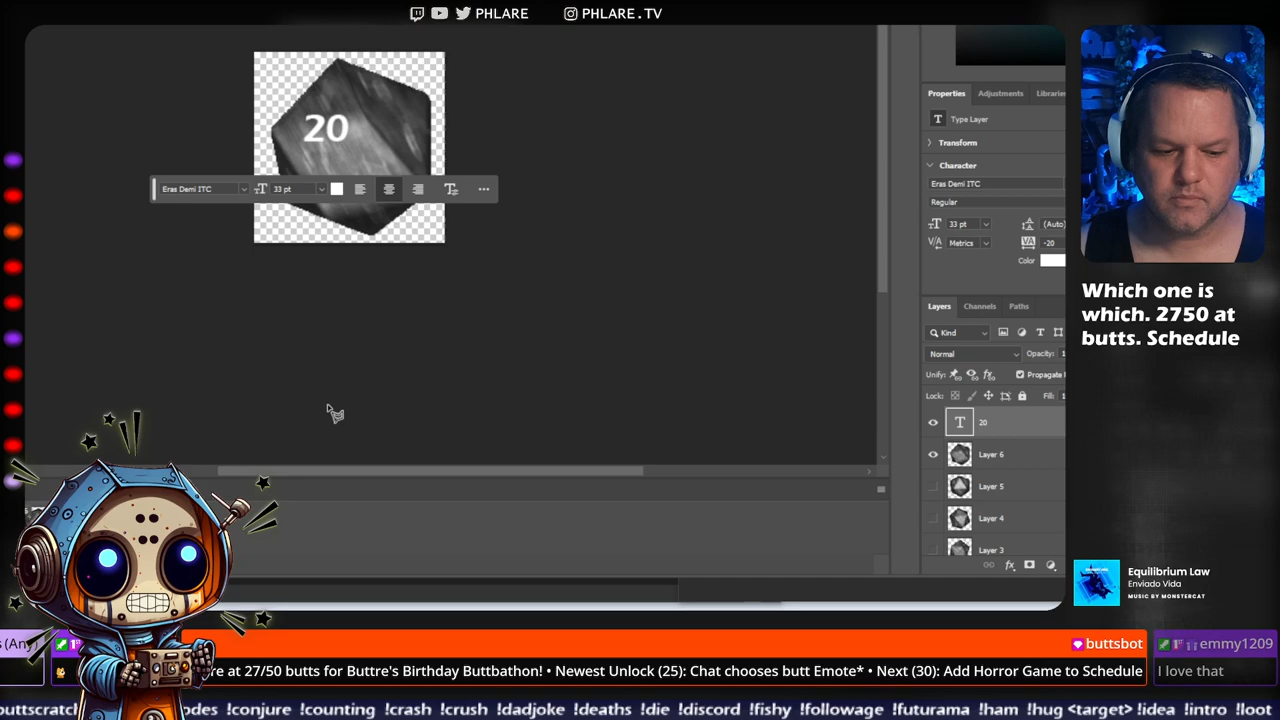 PHLARE
PHLARE.TV
20
Eras Demi ITC
33 pt
Properties
Adjustments
Libraries
Type Layer
Transform
Character
Eras Demi ITC
Regular
33 pt
(Auto)
Metrics
-20
Color
Layers
Channels
Paths
Kind
Normal
Opacity: 1
Unify:
Propagate
Lock:
Fill: 1
20
Layer 6
Layer 5
Layer 4
Layer 3
Which one is
which. 2750 at
butts. Schedule
Equilibrium Law
Enviado Vida
MUSIC BY MONSTERCAT
buttsbot
re at 27/50 butts for Buttre's Birthday Buttbathon! • Newest Unlock (25): Chat chooses butt Emote* • Next (30): Add Horror Game to Schedule
emmy1209
I love that
buttscratch !conjure !counting !crash !crush !dadjoke !deaths !die !discord !fishy !followage !futurama !ham !hug <target> !idea !intro !loot